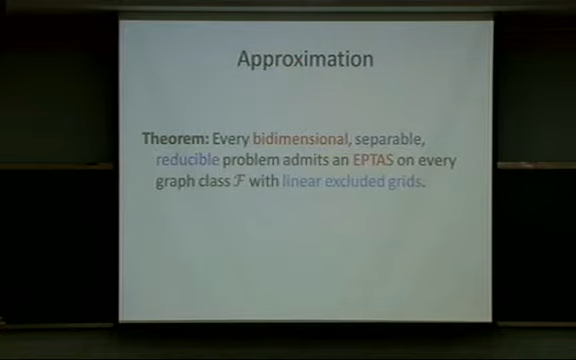 Approximation
Theorem: Every bidimensional, separable,
reducible problem admits an EPTAS on every
graph class ℱ with linear excluded grids.